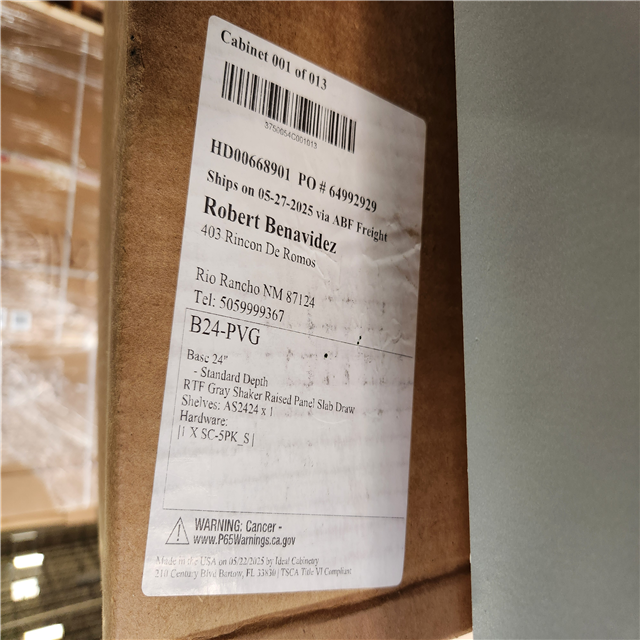 Cabinet 001 of 013
3750054C001013
HD00668901 PO # 64992929
Ships on 05-27-2025 via ABF Freight
Robert Benavidez
403 Rincon De Romos
Rio Rancho NM 87124
Tel: 5059999367
B24-PVG
Base 24"
- Standard Depth
RTF Gray Shaker Raised Panel Slab Draw
Shelves: AS2424 x 1
Hardware:
[1 X SC-5PK_S]
WARNING: Cancer -
www.P65Warnings.ca.gov
Made in the USA on 05/22/2025 by Ideal Cabinetry
210 Century Blvd Bartow, FL 33830 | TSCA Title VI Compliant